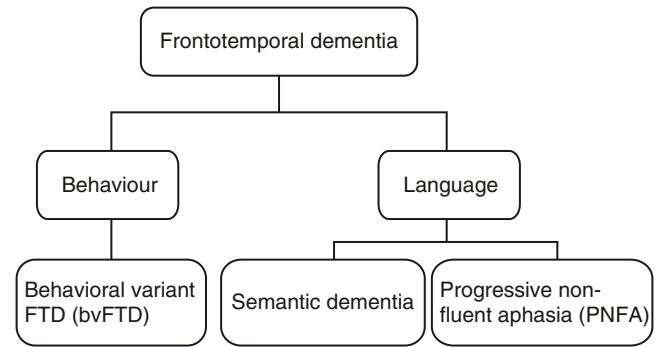 Frontotemporal dementia
Behaviour
Language
Behavioral variant
FTD (bvFTD)
Semantic dementia
Progressive non-
fluent aphasia (PNFA)